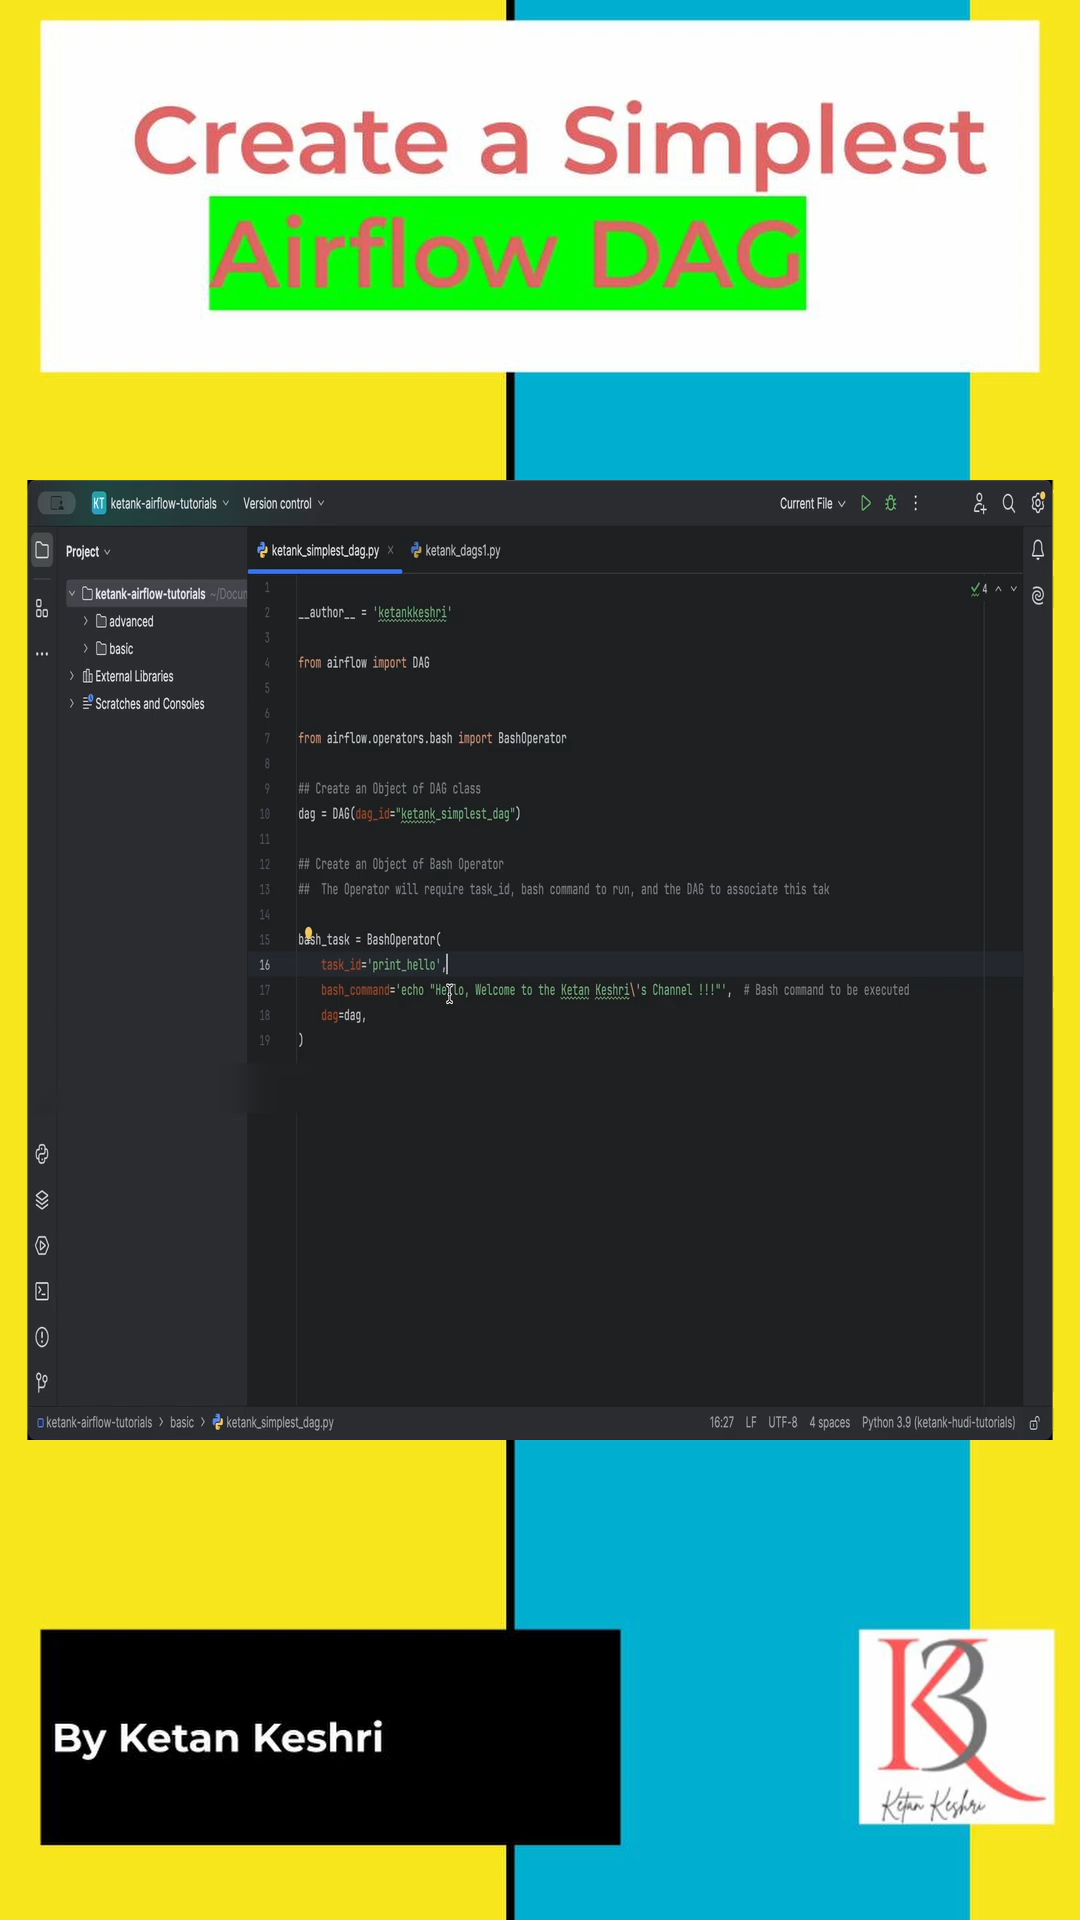 Create a Simplest
Airflow DAG
KT ketank-airflow-tutorials Version control Current File
Project ketank_simplest_dag.py ketank_dags1.py
ketank-airflow-tutorials ~/Docun
advanced
basic
External Libraries
Scratches and Consoles
4
1
2 __author__ = 'ketankkeshri'
3
4 from airflow import DAG
5
6
7 from airflow.operators.bash import BashOperator
8
9 ## Create an Object of DAG class
10 dag = DAG(dag_id="ketank_simplest_dag")
11
12 ## Create an Object of Bash Operator
13 ## The Operator will require task_id, bash command to run, and the DAG to associate this tak
14
15 bash_task = BashOperator(
16 task_id='print_hello',
17 bash_command='echo "Hello, Welcome to the Ketan Keshri\'s Channel !!!"', # Bash command to be executed
18 dag=dag,
19 )
ketank-airflow-tutorials > basic > ketank_simplest_dag.py 16:27 LF UTF-8 4 spaces Python 3.9 (ketank-hudi-tutorials)
By Ketan Keshri
K3
Ketan Keshri